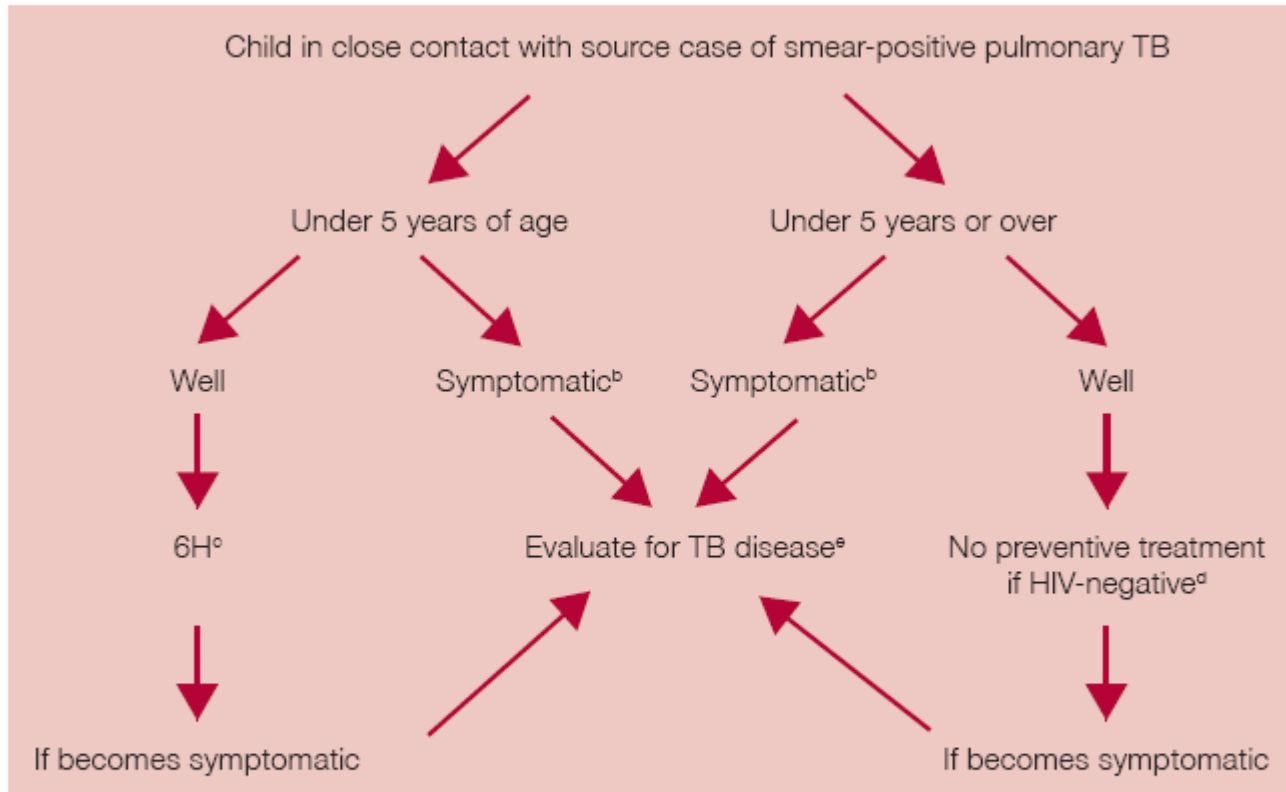 Child in close contact with source case of smear-positive pulmonary TB
Under 5 years of age
Under 5 years or over
Well
Symptomaticᵇ
Symptomaticᵇ
Well
6Hᶜ
Evaluate for TB diseaseᵉ
No preventive treatment
if HIV-negativeᵈ
If becomes symptomatic
If becomes symptomatic